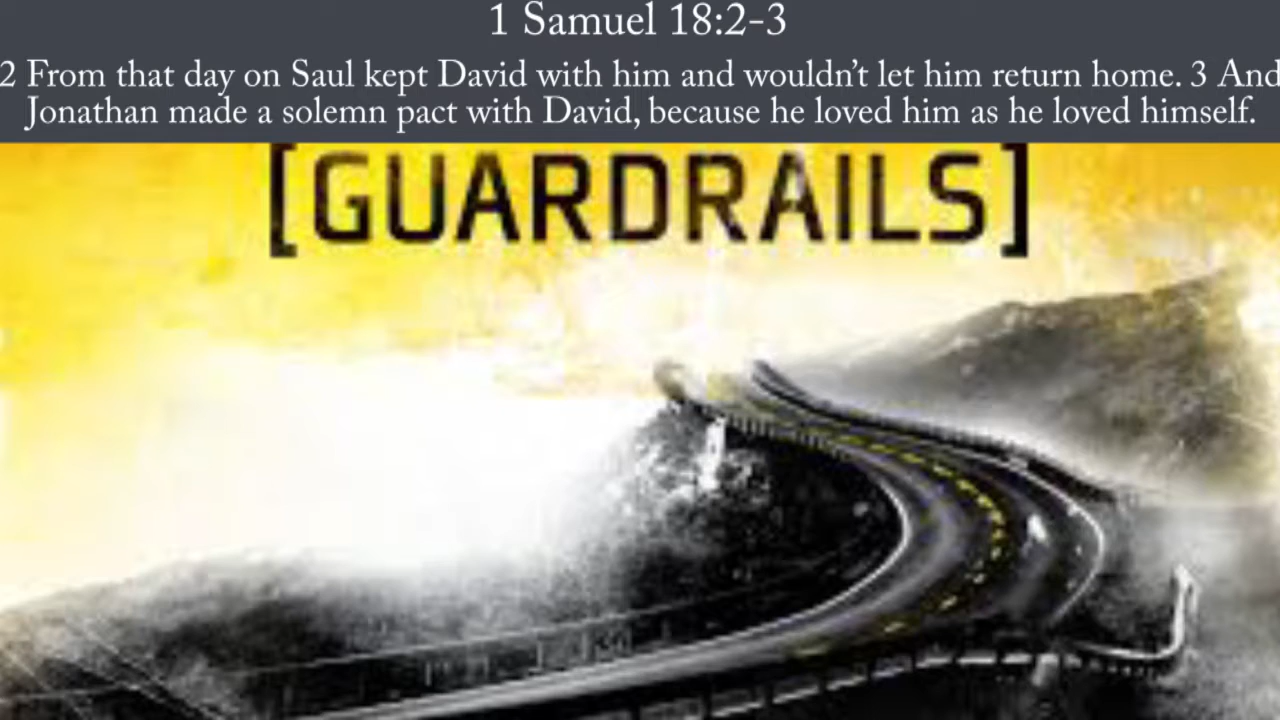 1 Samuel 18:2-3
2 From that day on Saul kept David with him and wouldn’t let him return home. 3 And
Jonathan made a solemn pact with David, because he loved him as he loved himself.
[GUARDRAILS]